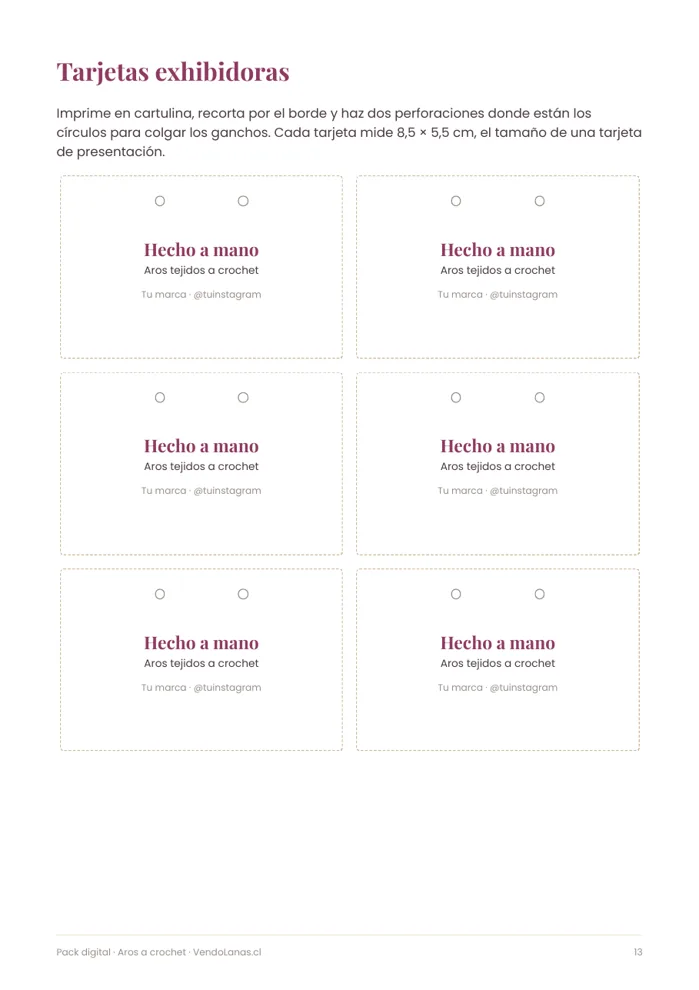 Tarjetas exhibidoras
Imprime en cartulina, recorta por el borde y haz dos perforaciones donde están los
círculos para colgar los ganchos. Cada tarjeta mide 8,5 × 5,5 cm, el tamaño de una tarjeta
de presentación.
Hecho a mano
Aros tejidos a crochet
Tu marca · @tuinstagram
Hecho a mano
Aros tejidos a crochet
Tu marca · @tuinstagram
Hecho a mano
Aros tejidos a crochet
Tu marca · @tuinstagram
Hecho a mano
Aros tejidos a crochet
Tu marca · @tuinstagram
Hecho a mano
Aros tejidos a crochet
Tu marca · @tuinstagram
Hecho a mano
Aros tejidos a crochet
Tu marca · @tuinstagram
Pack digital · Aros a crochet · VendoLanas.cl
13